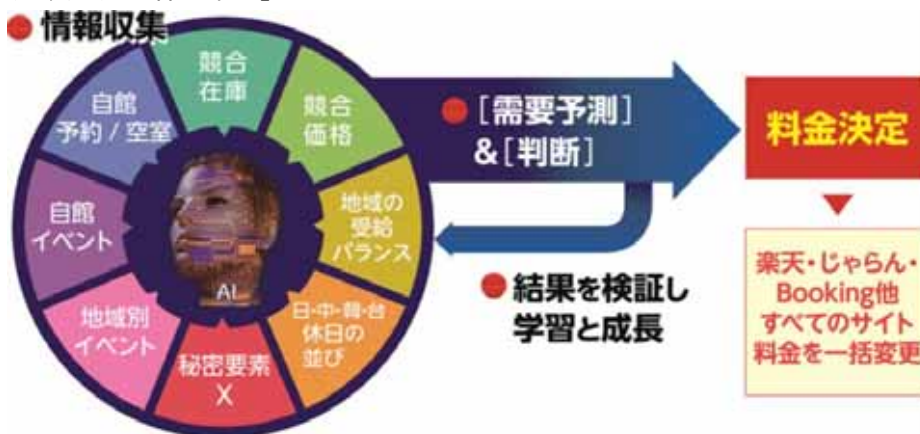 ● 情報収集
競合
在庫
競合
価格
地域の
受給
バランス
日・中・韓・台
休日の
並び
秘密要素
X
地域別
イベント
自館
イベント
自館
予約 / 空室
AI
● [需要予測]
&[判断]
● 結果を検証し
学習と成長
料金決定
楽天・じゃらん・
Booking他
すべてのサイト
料金を一括変更